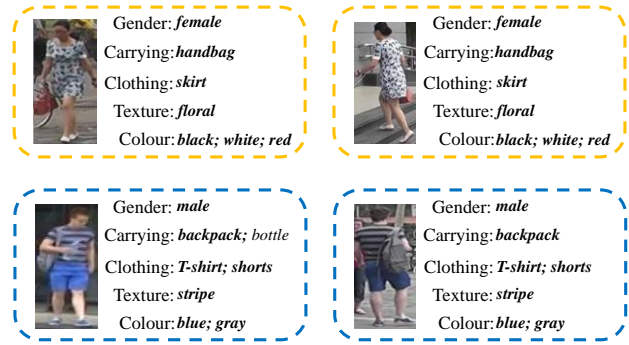 Gender: female
Carrying: handbag
Clothing: skirt
Texture: floral
Colour: black; white; red
Gender: female
Carrying: handbag
Clothing: skirt
Texture: floral
Colour: black; white; red
Gender: male
Carrying: backpack; bottle
Clothing: T-shirt; shorts
Texture: stripe
Colour: blue; gray
Gender: male
Carrying: backpack
Clothing: T-shirt; shorts
Texture: stripe
Colour: blue; gray